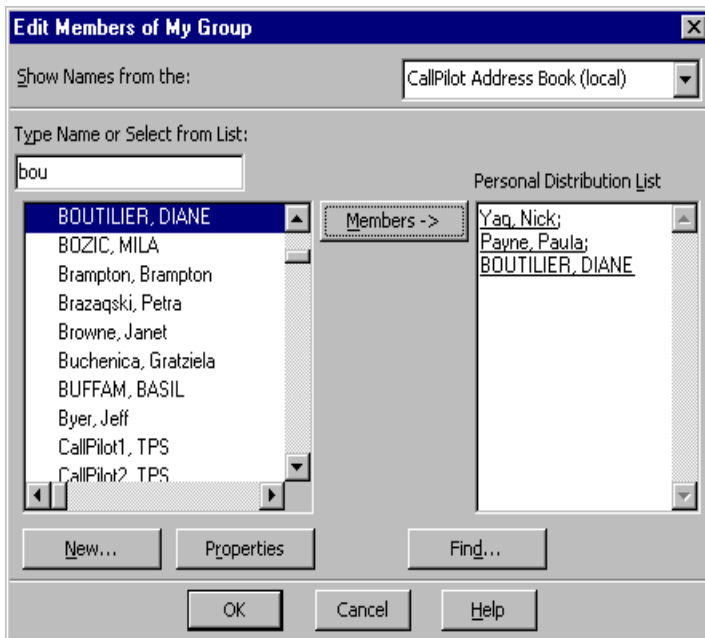 Edit Members of My Group
Show Names from the:
CallPilot Address Book (local)
Type Name or Select from List:
bou
Personal Distribution List
BOUTILIER, DIANE
BOZIC, MILA
Brampton, Brampton
Brazaqski, Petra
Browne, Janet
Buchenica, Gratziela
BUFFAM, BASIL
Byer, Jeff
CallPilot1, TPS
CallPilot2, TPS
Members ->
Yaq, Nick;
Payne, Paula;
BOUTILIER, DIANE
New...
Properties
Find...
OK
Cancel
Help